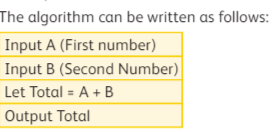 The algorithm can be written as follows:
Input A (First number)
Input B (Second Number)
Let Total = A + B
Output Total